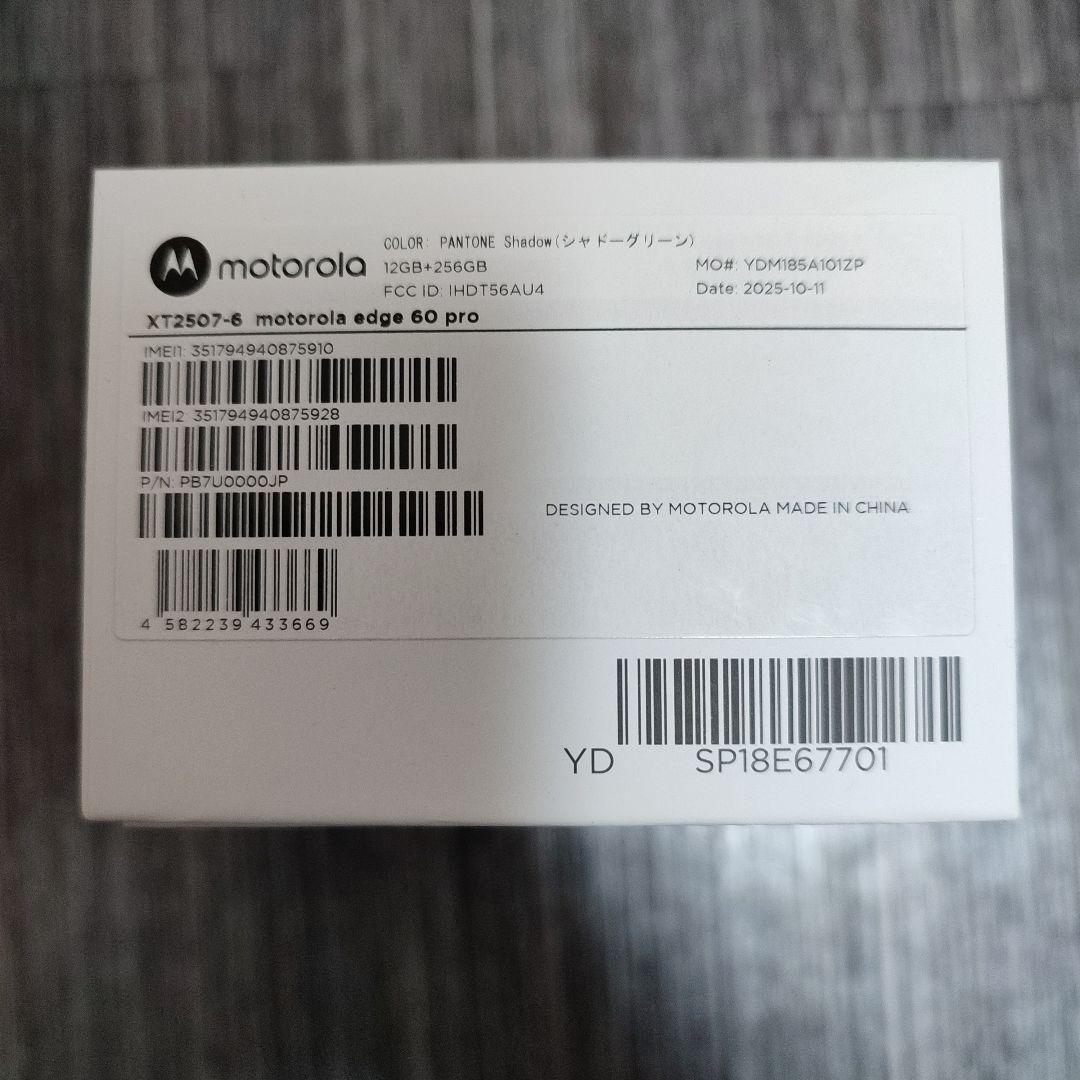 motorola
COLOR: PANTONE Shadow(シャドーグリーン)
12GB+256GB
FCC ID: IHDT56AU4
MO#: YDM185A101ZP
Date: 2025-10-11
XT2507-6 motorola edge 60 pro
IMEI1: 351794940875910
IMEI2: 351794940875928
P/N: PB7U0000JP
DESIGNED BY MOTOROLA MADE IN CHINA
4 582239 433669
YD SP18E67701